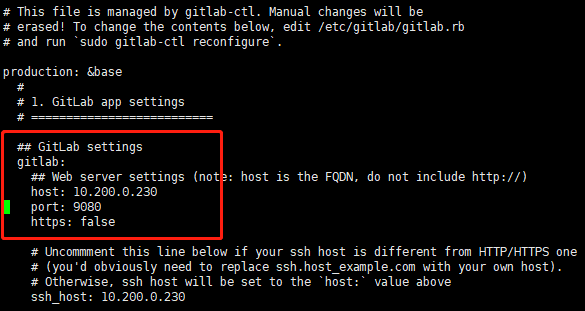 # This file is managed by gitlab-ctl. Manual changes will be
# erased! To change the contents below, edit /etc/gitlab/gitlab.rb
# and run `sudo gitlab-ctl reconfigure`.
production: &base
#
# 1. GitLab app settings
# ==========================
## GitLab settings
gitlab:
## Web server settings (note: host is the FQDN, do not include http://)
host: 10.200.0.230
port: 9080
https: false
# Uncommment this line below if your ssh host is different from HTTP/HTTPS one
# (you'd obviously need to replace ssh.host_example.com with your own host).
# Otherwise, ssh host will be set to the `host:` value above
ssh_host: 10.200.0.230